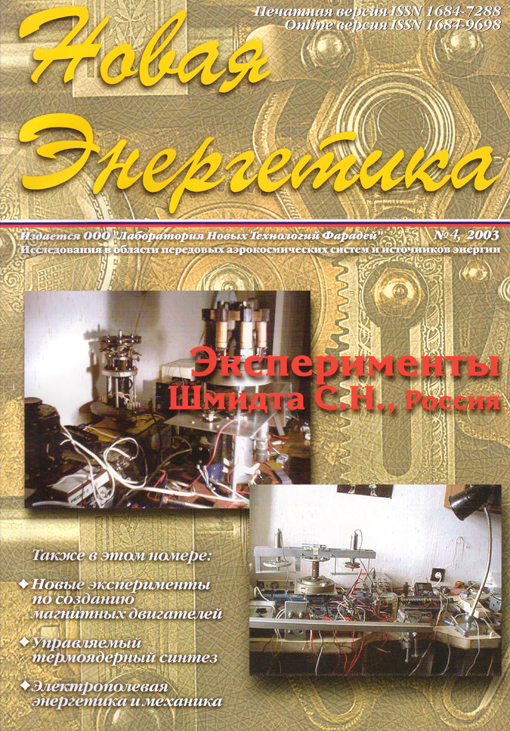 Печатная версия ISSN 1684-7288
Online версия ISSN 1684-9698
Новая
Энергетика
Издается ООО "Лаборатория Новых Технологий Фарадей" № 4, 2003
Исследования в области передовых аэрокосмических систем и источников энергии
Эксперименты
Шмидта С.Н., Россия
Также в этом номере:
Новые эксперименты
по созданию
магнитных двигателей
Управляемый
термоядерный синтез
Электрополевая
энергетика и механика